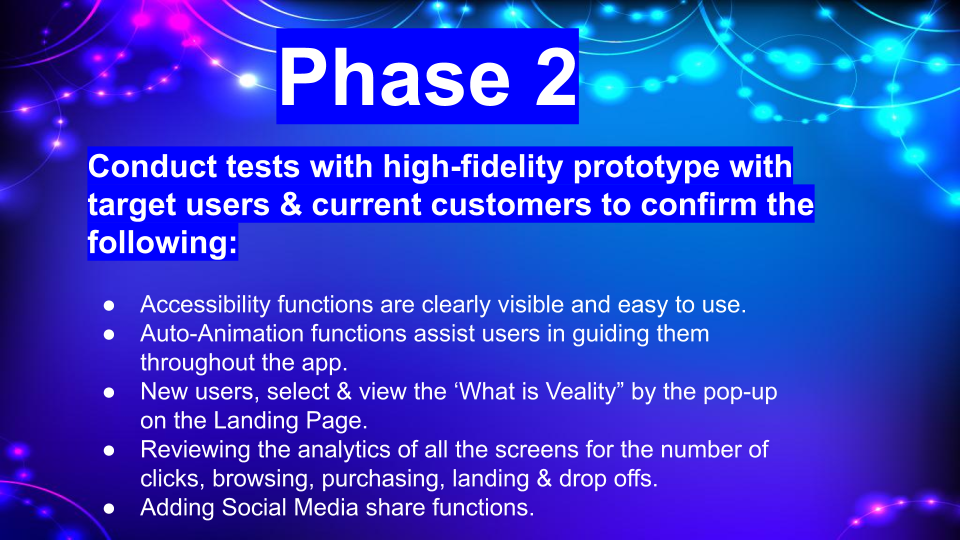 Phase 2
Conduct tests with high-fidelity prototype with
target users & current customers to confirm the
following:
● Accessibility functions are clearly visible and easy to use.
● Auto-Animation functions assist users in guiding them
throughout the app.
● New users, select & view the ‘What is Veality” by the pop-up
on the Landing Page.
● Reviewing the analytics of all the screens for the number of
clicks, browsing, purchasing, landing & drop offs.
● Adding Social Media share functions.